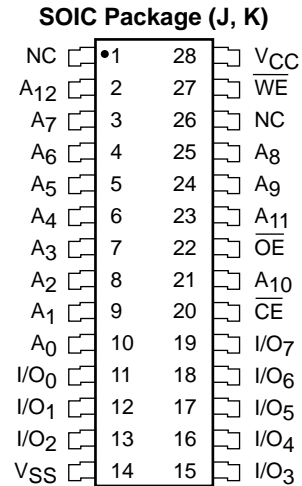 SOIC Package (J, K)
NC 1 28 VCC
A12 2 27 WE
A7 3 26 NC
A6 4 25 A8
A5 5 24 A9
A4 6 23 A11
A3 7 22 OE
A2 8 21 A10
A1 9 20 CE
A0 10 19 I/O7
I/O0 11 18 I/O6
I/O1 12 17 I/O5
I/O2 13 16 I/O4
VSS 14 15 I/O3